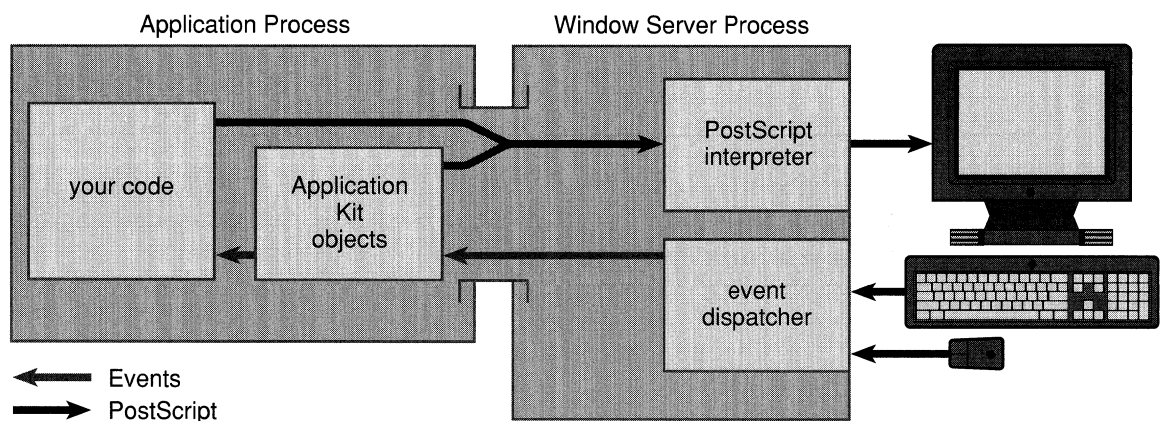 Application Process
Window Server Process
your code
Application
Kit
objects
PostScript
interpreter
event
dispatcher
Events
PostScript